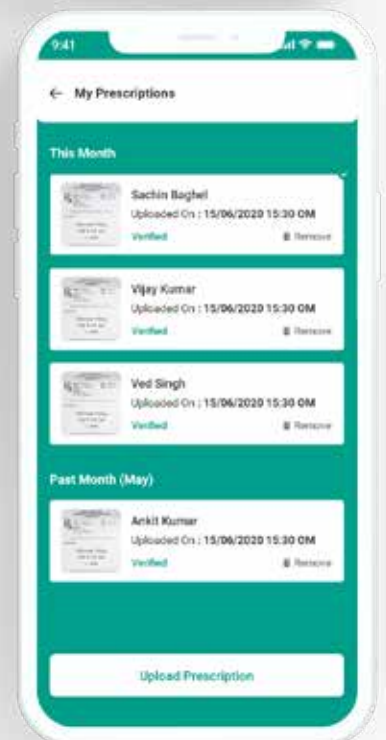 9:41
← My Prescriptions
This Month
Sachin Baghel
Uploaded On : 15/06/2020 15:30 OM
Verified Remove
Vijay Kumar
Uploaded On : 15/06/2020 15:30 OM
Verified Remove
Ved Singh
Uploaded On : 15/06/2020 15:30 OM
Verified Remove
Past Month (May)
Ankit Kumar
Uploaded On : 15/06/2020 15:30 OM
Verified Remove
Upload Prescription